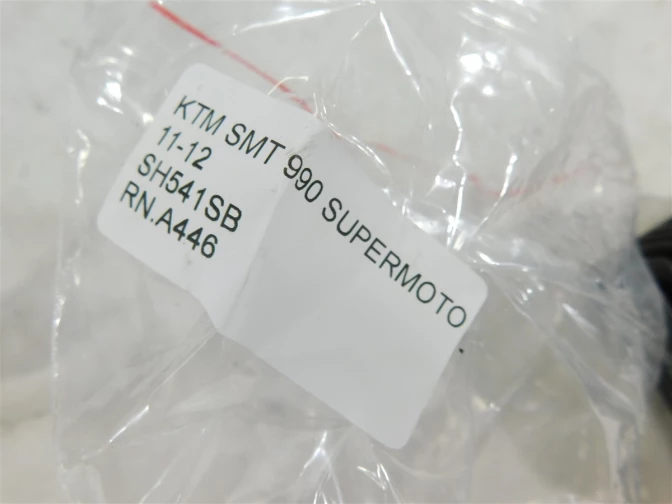 KTM SMT 990 SUPERMOTO
11-12
SH541SB
RN.A446